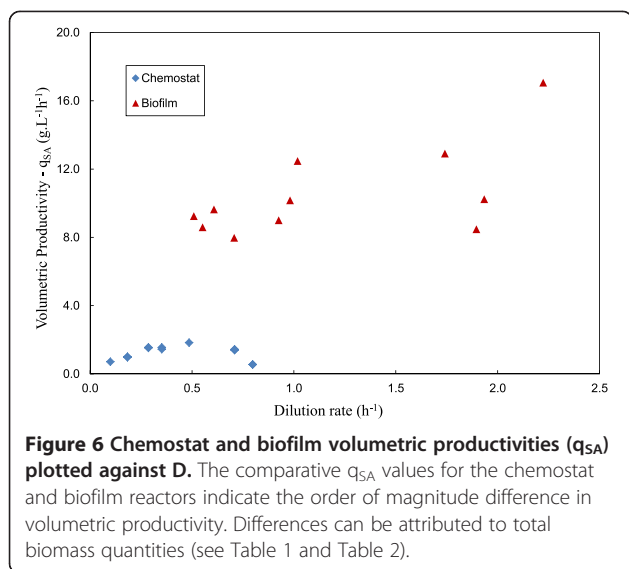 20.0
16.0
12.0
8.0
4.0
0.0
Volumetric Productivity - qSA (g.L-1h-1)
Chemostat
Biofilm
0.0 0.5 1.0 1.5 2.0 2.5
Dilution rate (h-1)
Figure 6 Chemostat and biofilm volumetric productivities (qSA)
plotted against D. The comparative qSA values for the chemostat
and biofilm reactors indicate the order of magnitude difference in
volumetric productivity. Differences can be attributed to total
biomass quantities (see Table 1 and Table 2).